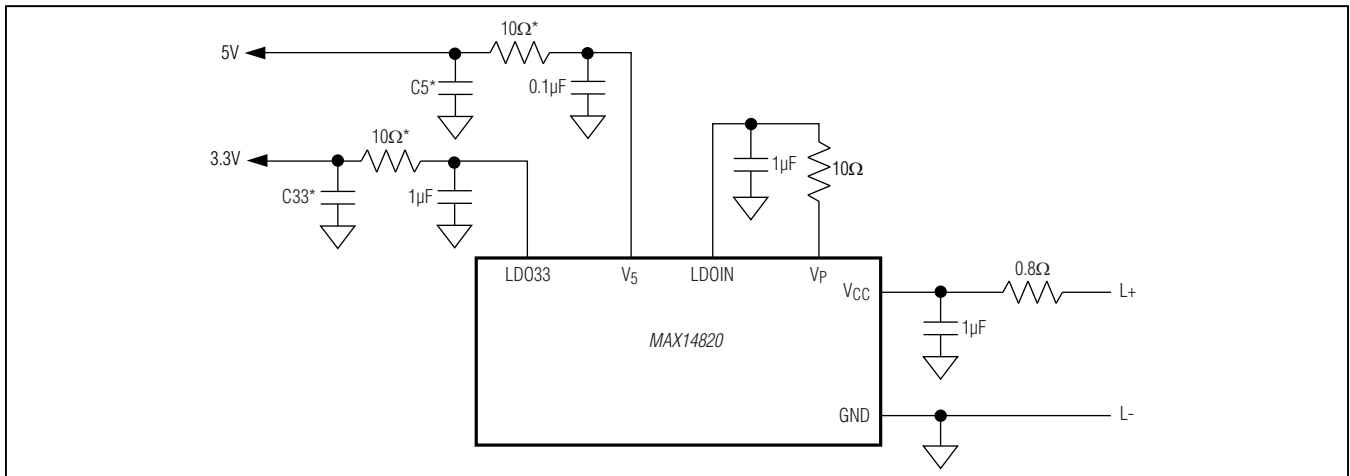 10Ω*
5V
C5*
0.1µF
10Ω*
3.3V
C33*
1µF
1µF
10Ω
LDO33
V5
LDOIN
VP
VCC
0.8Ω
L+
1µF
MAX14820
GND
L-